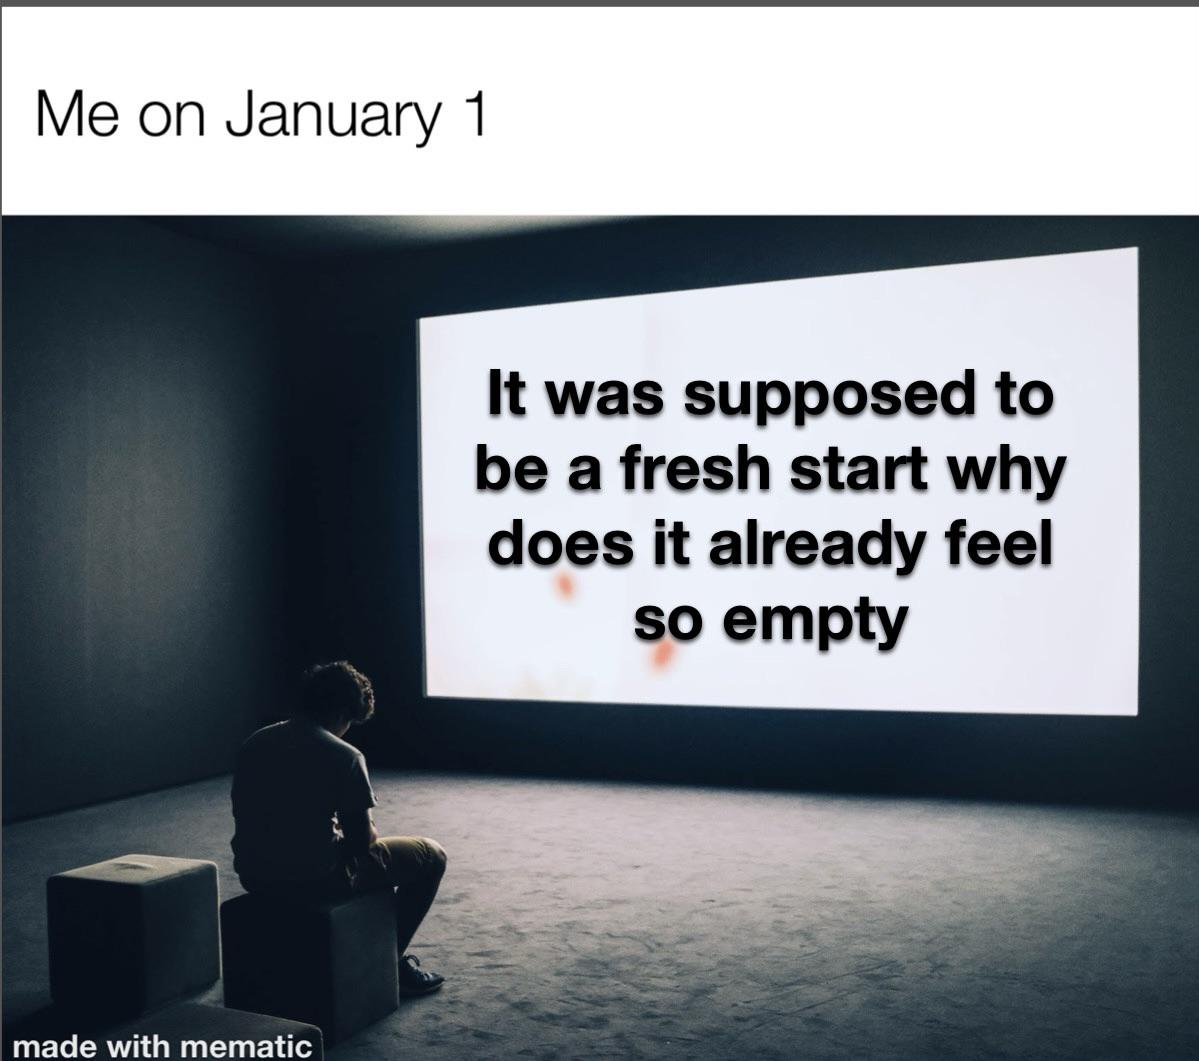 Me on January 1
It was supposed to
be a fresh start why
does it already feel
so empty
made with mematic